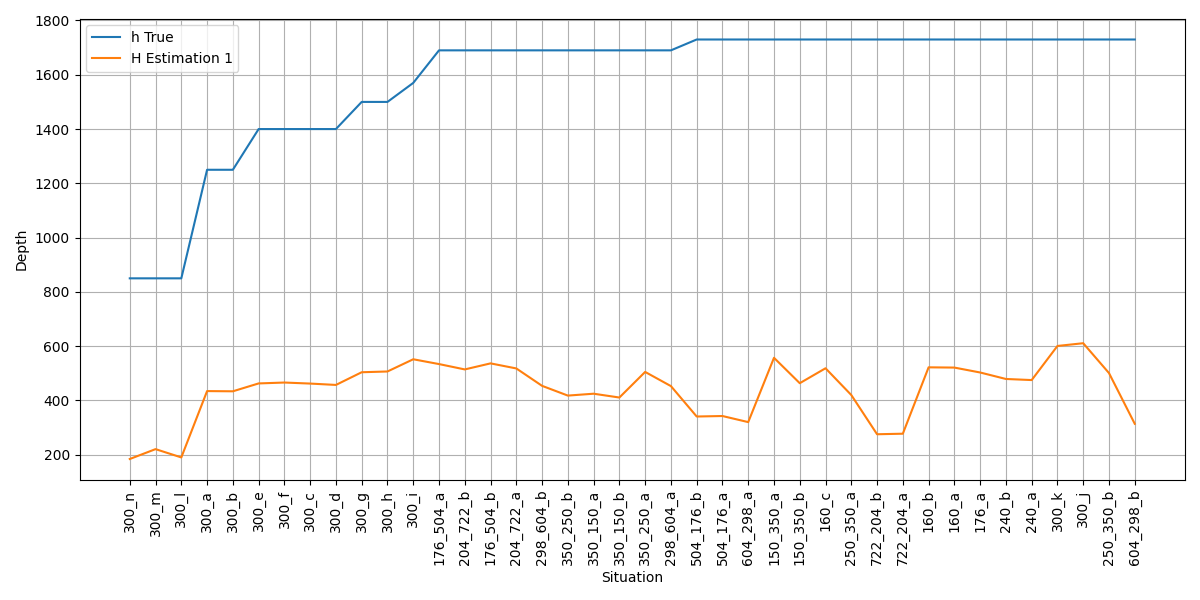 h True
H Estimation 1
1800
1600
1400
1200
1000
800
600
400
200
Depth
300_n
300_m
300_l
300_a
300_b
300_e
300_f
300_c
300_d
300_g
300_h
300_i
176_504_a
204_722_b
176_504_b
204_722_a
298_604_b
350_250_b
350_150_a
350_150_b
350_250_a
298_604_a
504_176_b
504_176_a
604_298_a
150_350_a
150_350_b
160_c
250_350_a
722_204_b
722_204_a
160_b
160_a
176_a
240_b
240_a
300_k
300_j
250_350_b
604_298_b
Situation